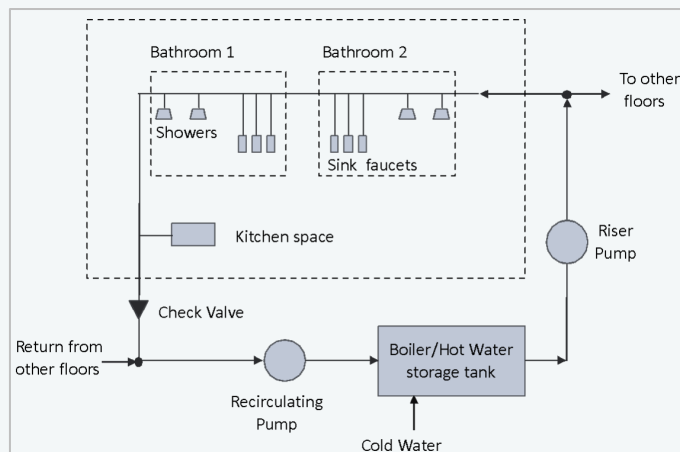 Bathroom 1
Bathroom 2
To other
floors
Showers
Sink faucets
Kitchen space
Riser
Pump
Check Valve
Return from
other floors
Boiler/Hot Water
storage tank
Recirculating
Pump
Cold Water